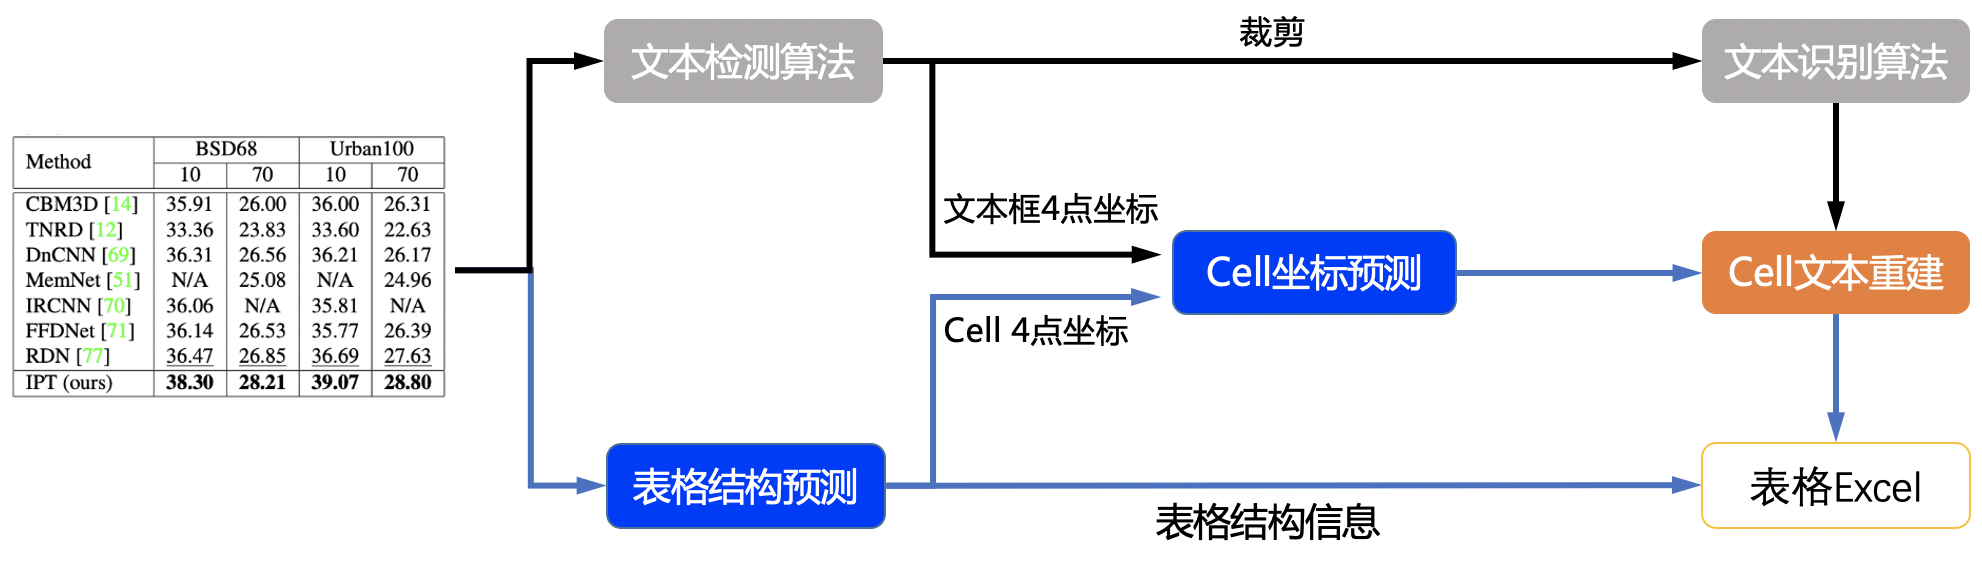 裁剪
文本检测算法
文本识别算法
Method BSD68 Urban100
10 70 10 70
CBM3D [14] 35.91 26.00 36.00 26.31
TNRD [12] 33.36 23.83 33.60 22.63
DnCNN [69] 36.31 26.56 36.21 26.17
MemNet [51] N/A 25.08 N/A 24.96
IRCNN [70] 36.06 N/A 35.81 N/A
FFDNet [71] 36.14 26.53 35.77 26.39
RDN [77] 36.47 26.85 36.69 27.63
IPT (ours) 38.30 28.21 39.07 28.80
文本框4点坐标
Cell坐标预测
Cell文本重建
Cell 4点坐标
表格结构预测
表格Excel
表格结构信息